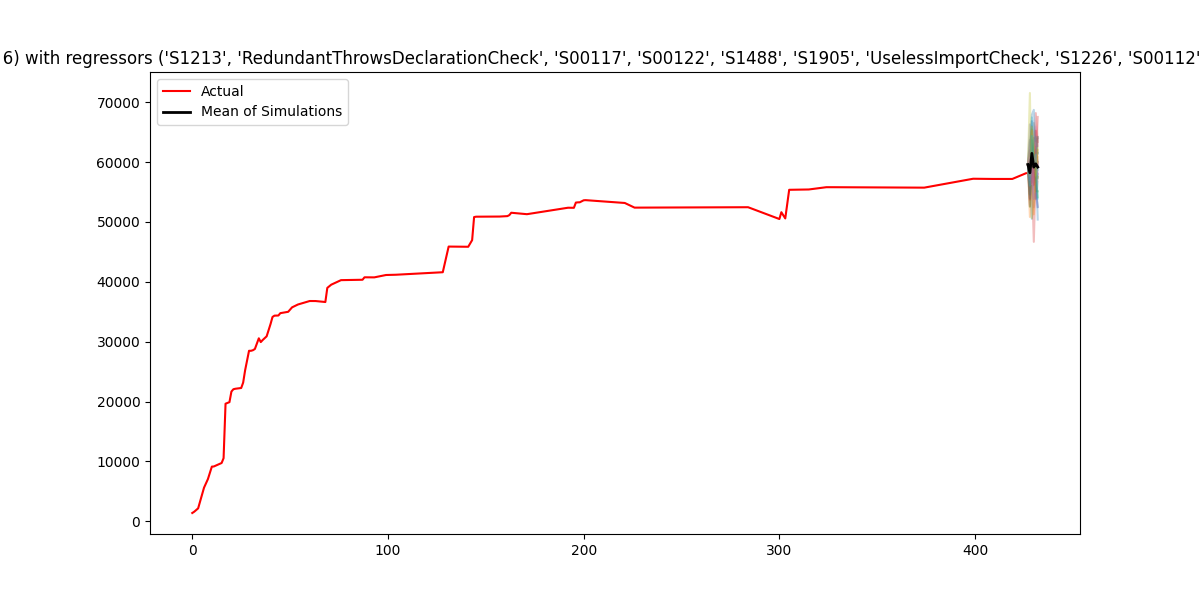 6) with regressors ('S1213', 'RedundantThrowsDeclarationCheck', 'S00117', 'S00122', 'S1488', 'S1905', 'UselessImportCheck', 'S1226', 'S00112'
Actual
Mean of Simulations
70000
60000
50000
40000
30000
20000
10000
0
0 100 200 300 400